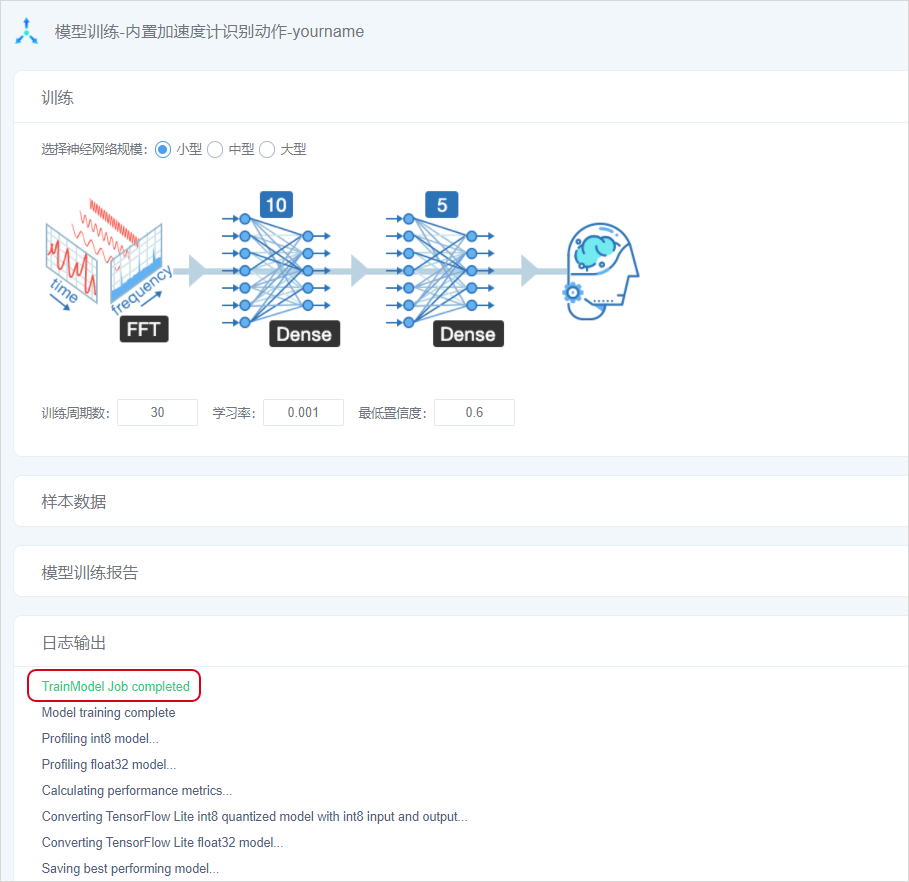 模型训练-内置加速度计识别动作-yourname
训练
选择神经网络规模: 小型 中型 大型
10
5
time
frequency
FFT
Dense
Dense
训练周期数: 30 学习率: 0.001 最低置信度: 0.6
样本数据
模型训练报告
日志输出
TrainModel Job completed
Model training complete
Profiling int8 model...
Profiling float32 model...
Calculating performance metrics...
Converting TensorFlow Lite int8 quantized model with int8 input and output...
Converting TensorFlow Lite float32 model...
Saving best performing model...